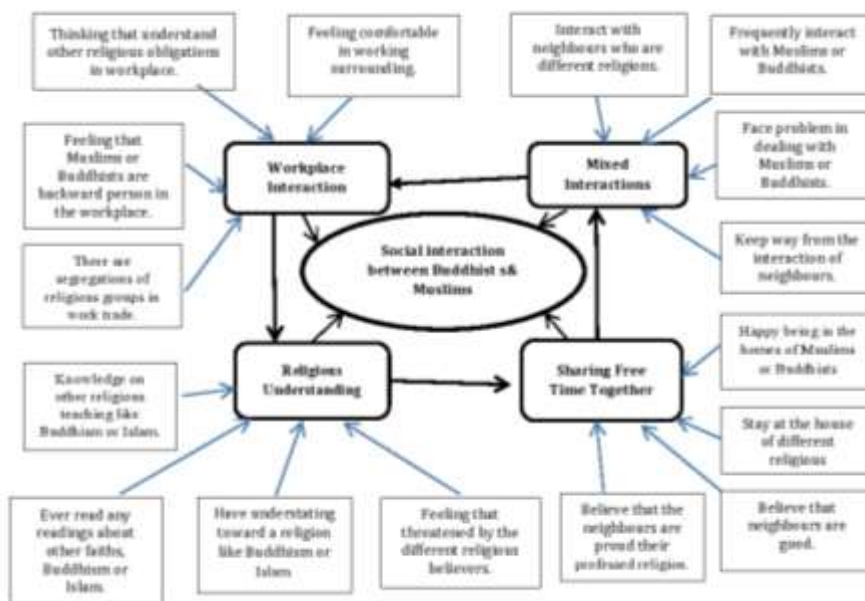 Thinking that understand
other religious obligations
in workplace.
Feeling comfortable
in working
surrounding.
Interact with
neighbours who are
different religions.
Frequently interact
with Muslims or
Buddhists.
Feeling that
Muslims or
Buddhists are
backward person in
the workplace.
Workplace
Interaction
Mixed
Interactions
Face problem in
dealing with
Muslims or
Buddhists.
There are
segregations of
religious groups in
work trade.
Social interaction
between Buddhist s&
Muslims
Keep way from the
interaction of
neighbours.
Knowledge on
other religious
teaching like
Buddhism or Islam.
Religious
Understanding
Sharing Free
Time Together
Happy being in the
homes of Muslims
or Buddhists
Stay at the house
of different
religious
Ever read any
readings about
other faiths,
Buddhism or
Islam.
Have understating
toward a religion
like Buddhism or
Islam
Feeling that
threatened by the
different religious
believers.
Believe that the
neighbours are
proud their
professed religion.
Believe that
neighbours are
good.